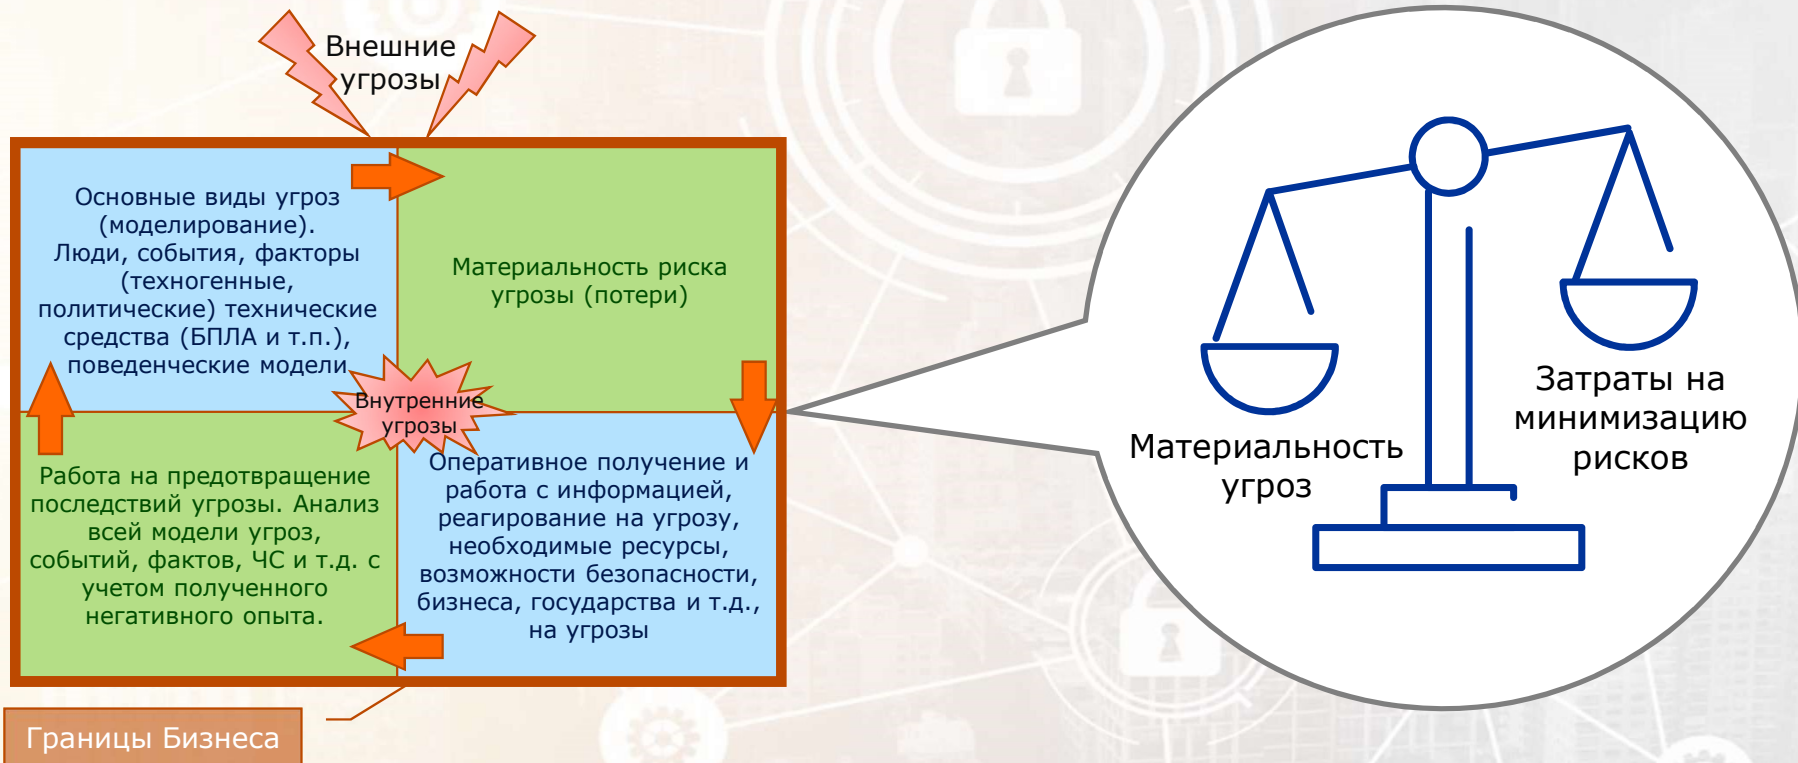 Внешние
угрозы
Основные виды угроз
(моделирование).
Люди, события, факторы
(техногенные,
политические) технические
средства (БПЛА и т.п.),
поведенческие модели
Материальность риска
угрозы (потери)
Внутренние
угрозы
Работа на предотвращение
последствий угрозы. Анализ
всей модели угроз,
событий, фактов, ЧС и т.д. с
учетом полученного
негативного опыта.
Оперативное получение и
работа с информацией,
реагирование на угрозу,
необходимые ресурсы,
возможности безопасности,
бизнеса, государства и т.д.,
на угрозы
Границы Бизнеса
Материальность
угроз
Затраты на
минимизацию
рисков